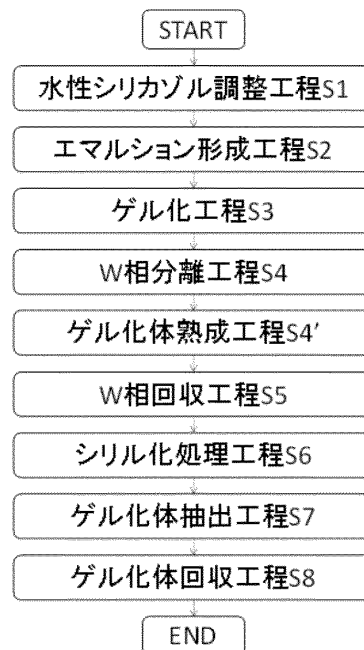 START
水性シリカゾル調整工程S1
エマルション形成工程S2
ゲル化工程S3
W相分離工程S4
ゲル化体熟成工程S4’
W相回収工程S5
シリル化処理工程S6
ゲル化体抽出工程S7
ゲル化体回収工程S8
END